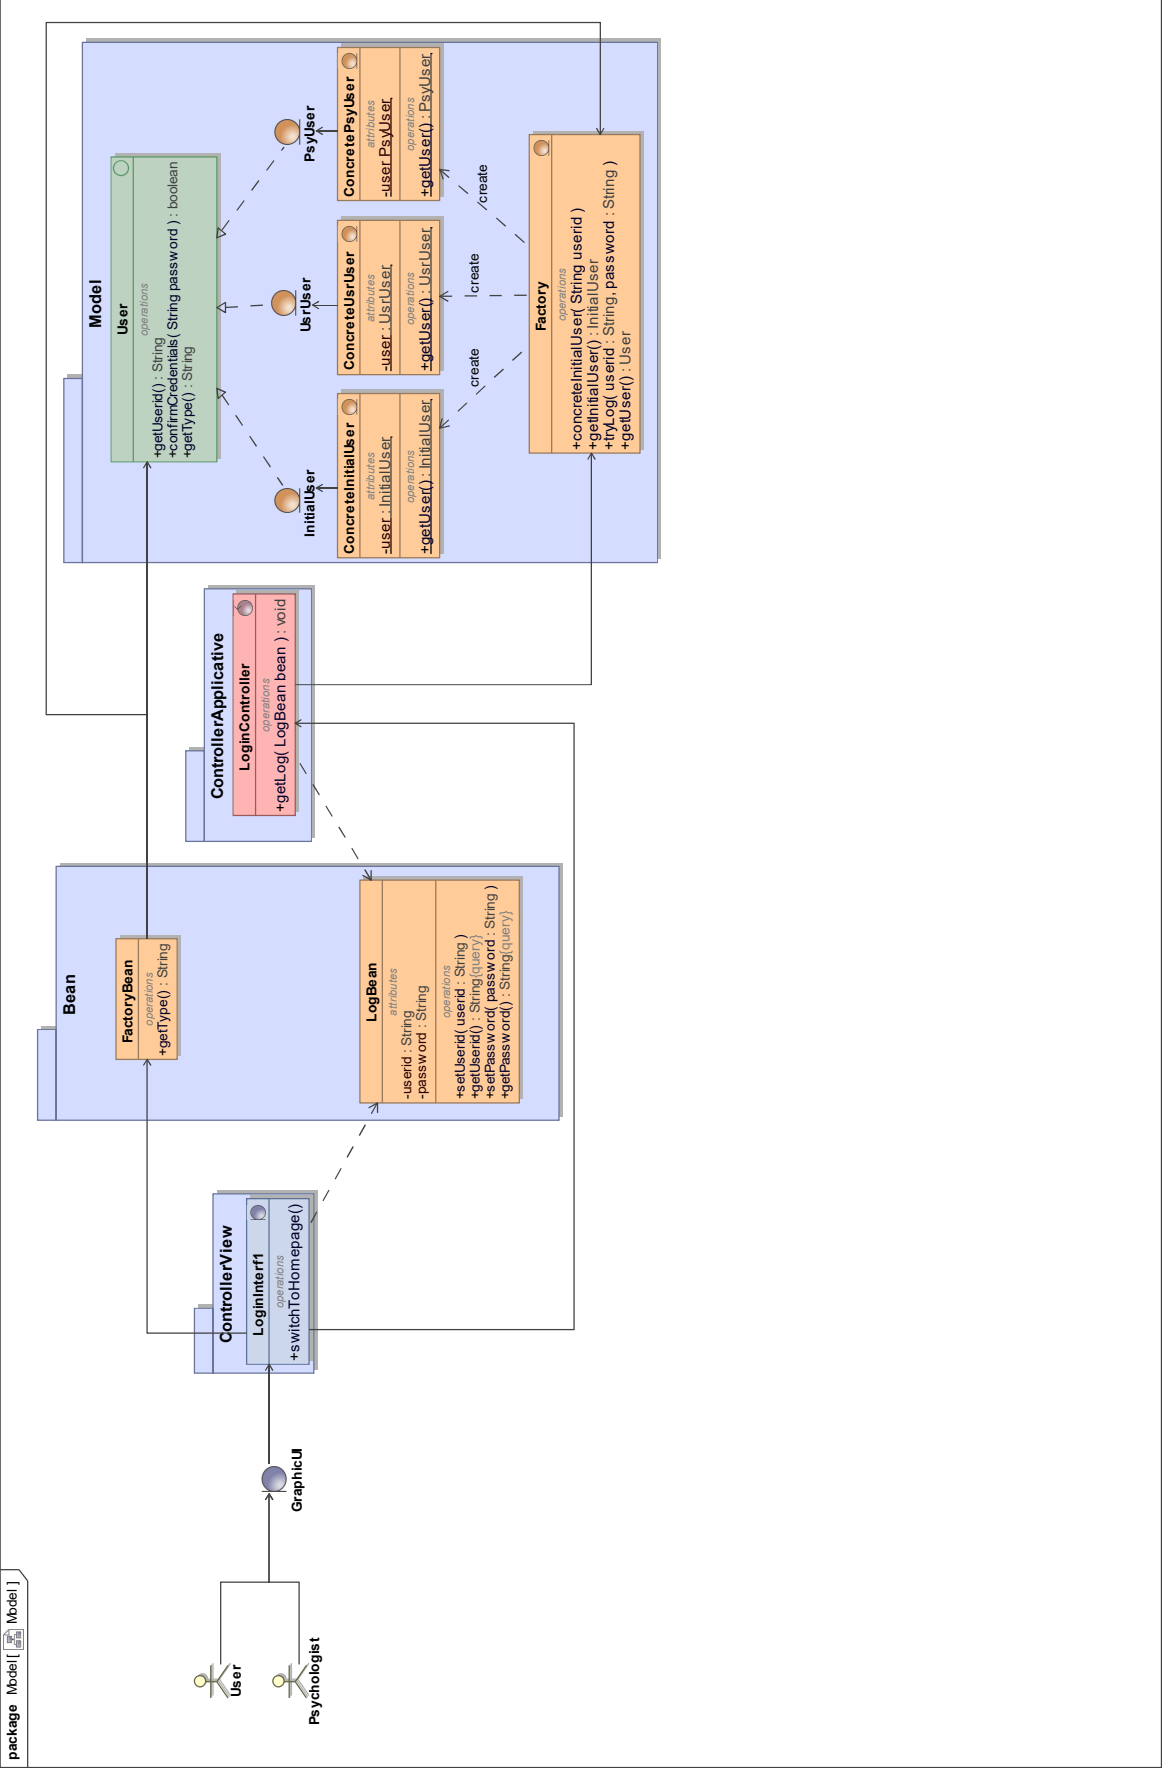 package Model [ Model ]
User
Psychologist
GraphicUI
ControllerView
LoginInterf1
operations
+switchToHomepage()
Bean
FactoryBean
operations
+getType() : String
LogBean
attributes
-userid : String
-password : String
operations
+setUserid( userid : String )
+getUserid() : String{query}
+setPassword( password : String )
+getPassword() : String{query}
ControllerApplicative
LoginController
operations
+getLog( LogBean bean ) : void
Model
User
operations
+getUserid() : String
+confirmCredentials( String password ) : boolean
+getType() : String
InitialUser
UsrUser
PsyUser
ConcreteInitialUser
attributes
-user : InitialUser
operations
+getUser() : InitialUser
ConcreteUsrUser
attributes
-user : UsrUser
operations
+getUser() : UsrUser
ConcretePsyUser
attributes
-user PsyUser
operations
+getUser() : PsyUser
create
create
create
Factory
operations
+concreteInitialUser( String userid )
+getInitialUser() : InitialUser
+tryLog( userid : String, password : String )
+getUser() : User